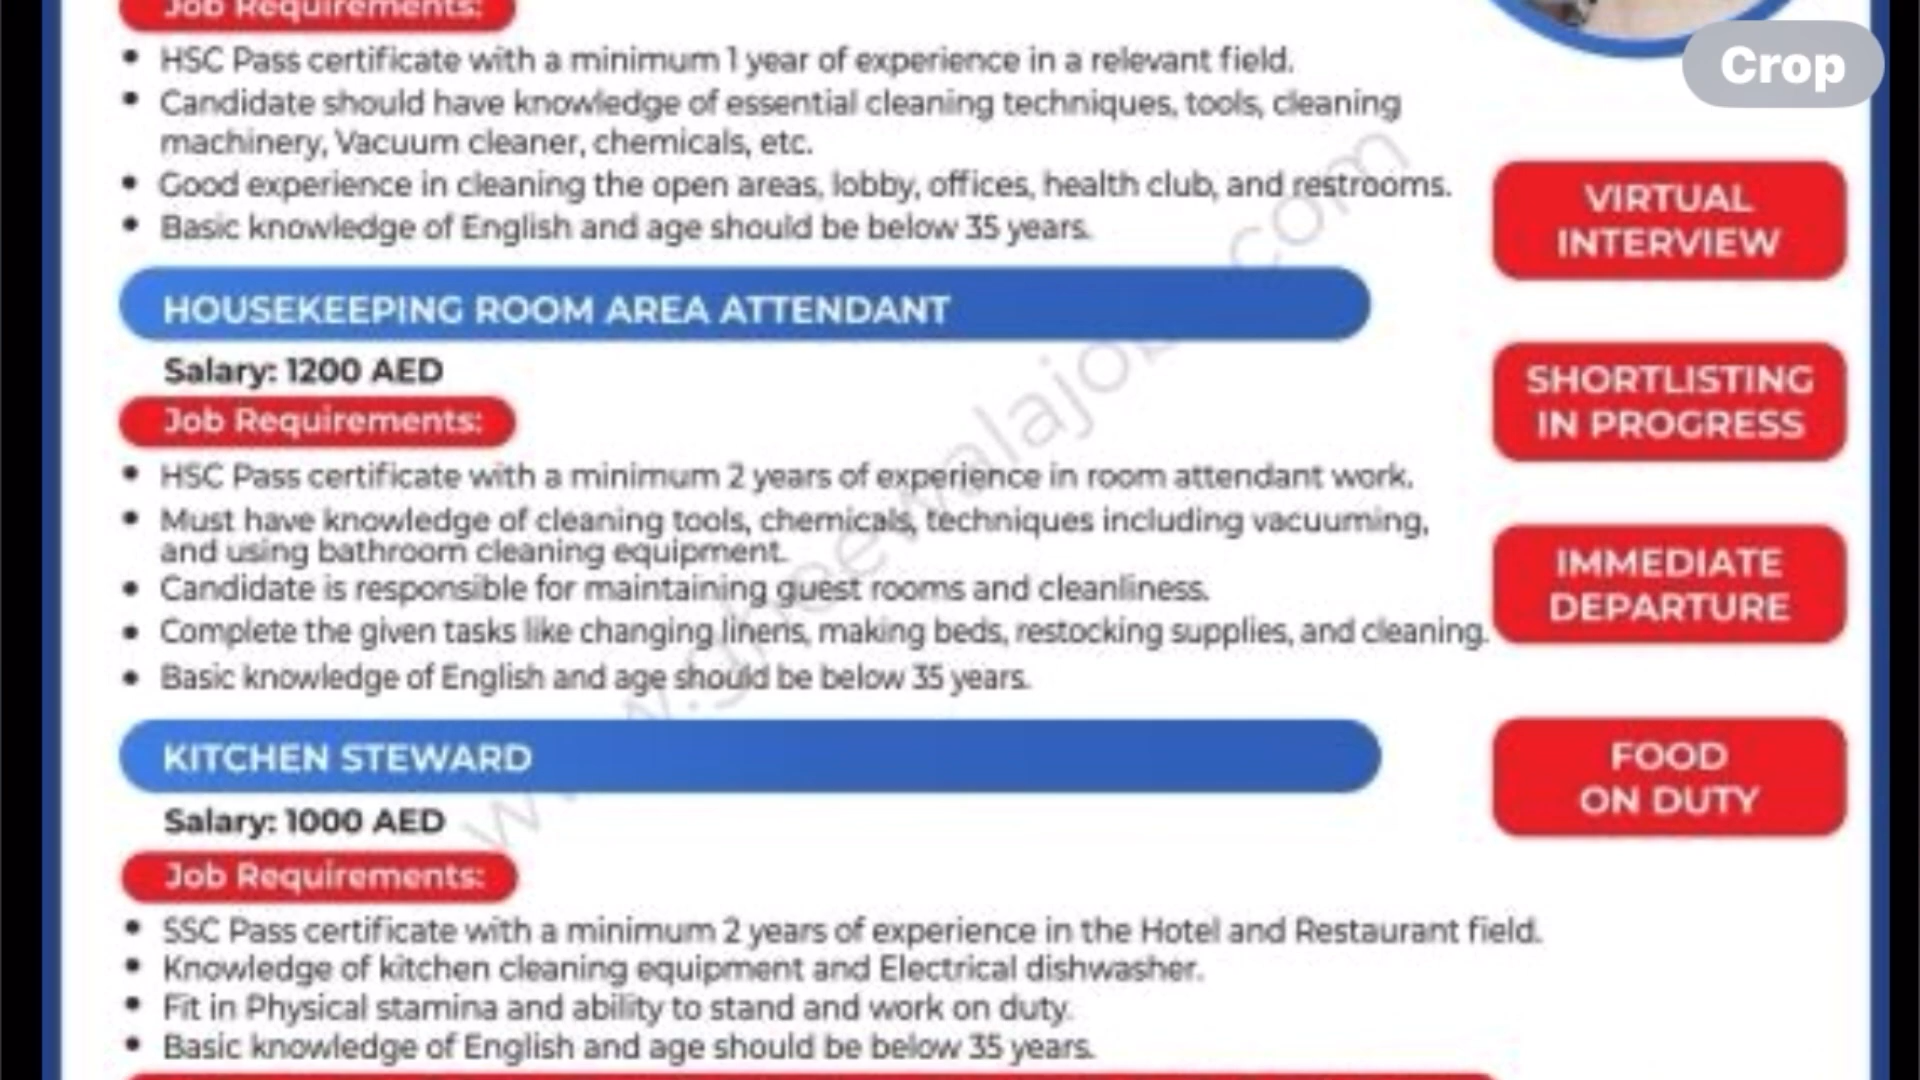 Job Requirements:
Crop
• HSC Pass certificate with a minimum 1 year of experience in a relevant field.
• Candidate should have knowledge of essential cleaning techniques, tools, cleaning
machinery, Vacuum cleaner, chemicals, etc.
• Good experience in cleaning the open areas, lobby, offices, health club, and restrooms.
• Basic knowledge of English and age should be below 35 years.
HOUSEKEEPING ROOM AREA ATTENDANT
Salary: 1200 AED
Job Requirements:
• HSC Pass certificate with a minimum 2 years of experience in room attendant work.
• Must have knowledge of cleaning tools, chemicals, techniques including vacuuming,
and using bathroom cleaning equipment.
• Candidate is responsible for maintaining guest rooms and cleanliness.
• Complete the given tasks like changing linens, making beds, restocking supplies, and cleaning.
• Basic knowledge of English and age should be below 35 years.
KITCHEN STEWARD
Salary: 1000 AED
Job Requirements:
• SSC Pass certificate with a minimum 2 years of experience in the Hotel and Restaurant field.
• Knowledge of kitchen cleaning equipment and Electrical dishwasher.
• Fit in Physical stamina and ability to stand and work on duty.
• Basic knowledge of English and age should be below 35 years.
VIRTUAL
INTERVIEW
SHORTLISTING
IN PROGRESS
IMMEDIATE
DEPARTURE
FOOD
ON DUTY